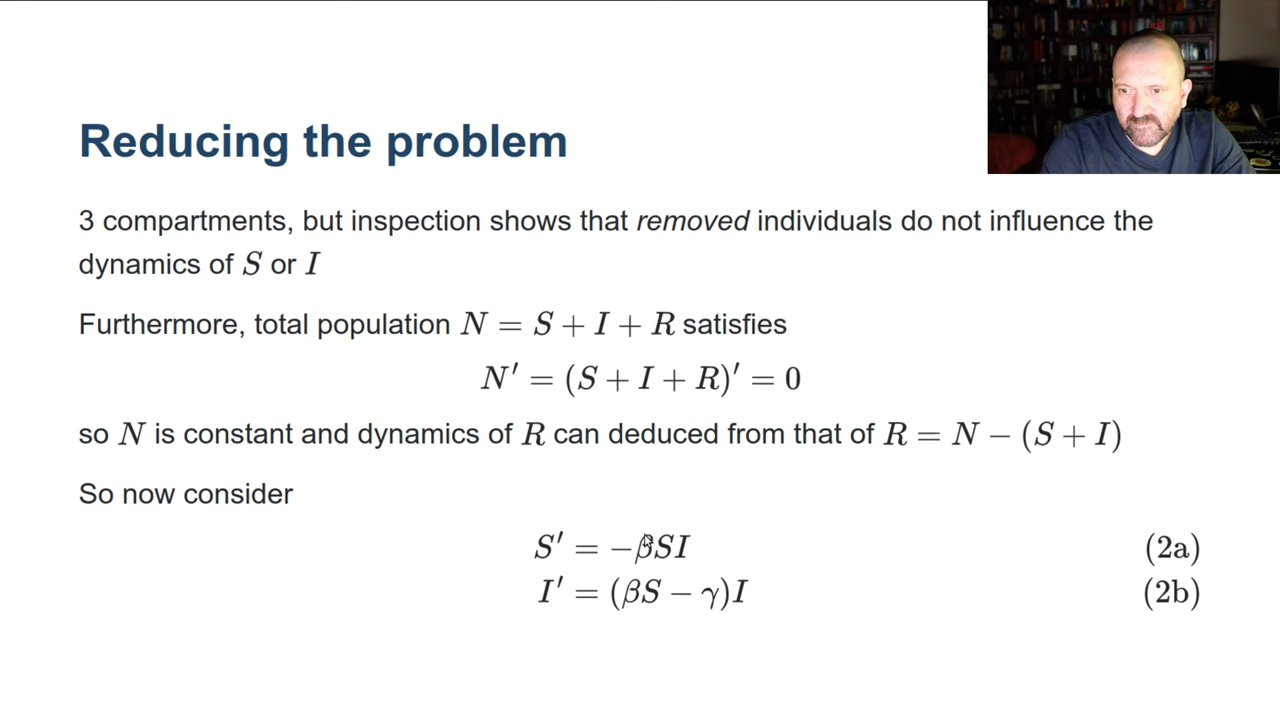 Reducing the problem
3 compartments, but inspection shows that removed individuals do not influence the
dynamics of S or I
Furthermore, total population N = S + I + R satisfies
N′ = (S + I + R)′ = 0
so N is constant and dynamics of R can deduced from that of R = N − (S + I)
So now consider
S′ = −βSI (2a)
I′ = (βS − γ)I (2b)